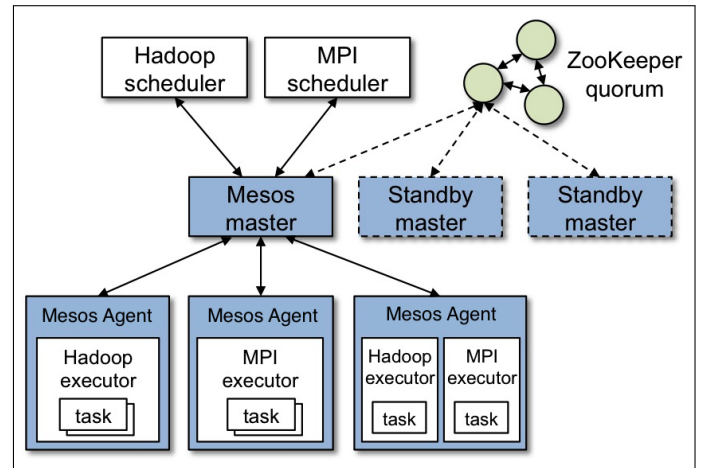 Hadoop
scheduler
MPI
scheduler
ZooKeeper
quorum
Mesos
master
Standby
master
Standby
master
Mesos Agent
Hadoop
executor
task
Mesos Agent
MPI
executor
task
Mesos Agent
Hadoop
executor
task
MPI
executor
task